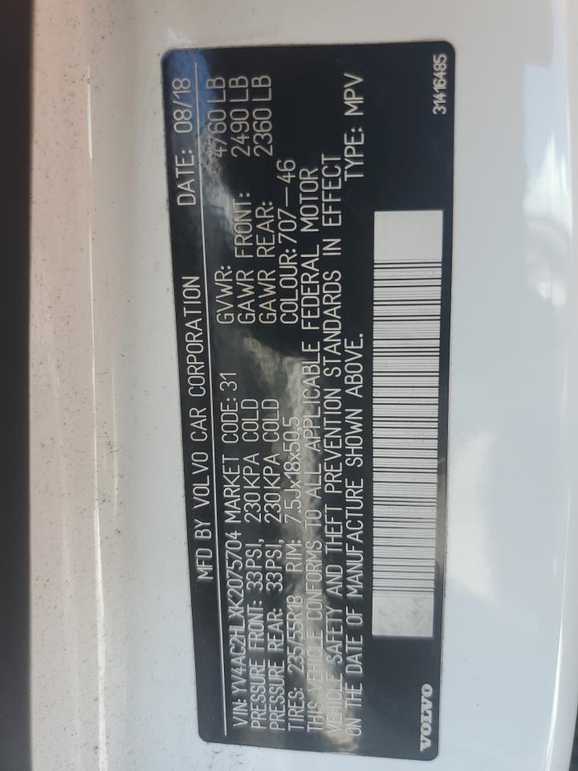 MFD BY VOLVO CAR CORPORATION DATE: 08/18
VIN: YV4AC2HLXK2075704 MARKET CODE: 31 GVWR: 4760 LB
PRESSURE FRONT: 33PSI, 230KPA COLD GAWR FRONT: 2490 LB
PRESSURE REAR: 33PSI, 230KPA COLD GAWR REAR: 2360 LB
TIRES: 235/55R18 RIM: 7.5Jx18x50.5 COLOUR: 707-46
THIS VEHICLE CONFORMS TO ALL APPLICABLE FEDERAL MOTOR
VEHICLE SAFETY AND THEFT PREVENTION STANDARDS IN EFFECT
ON THE DATE OF MANUFACTURE SHOWN ABOVE. TYPE: MPV
VOLVO 31416485